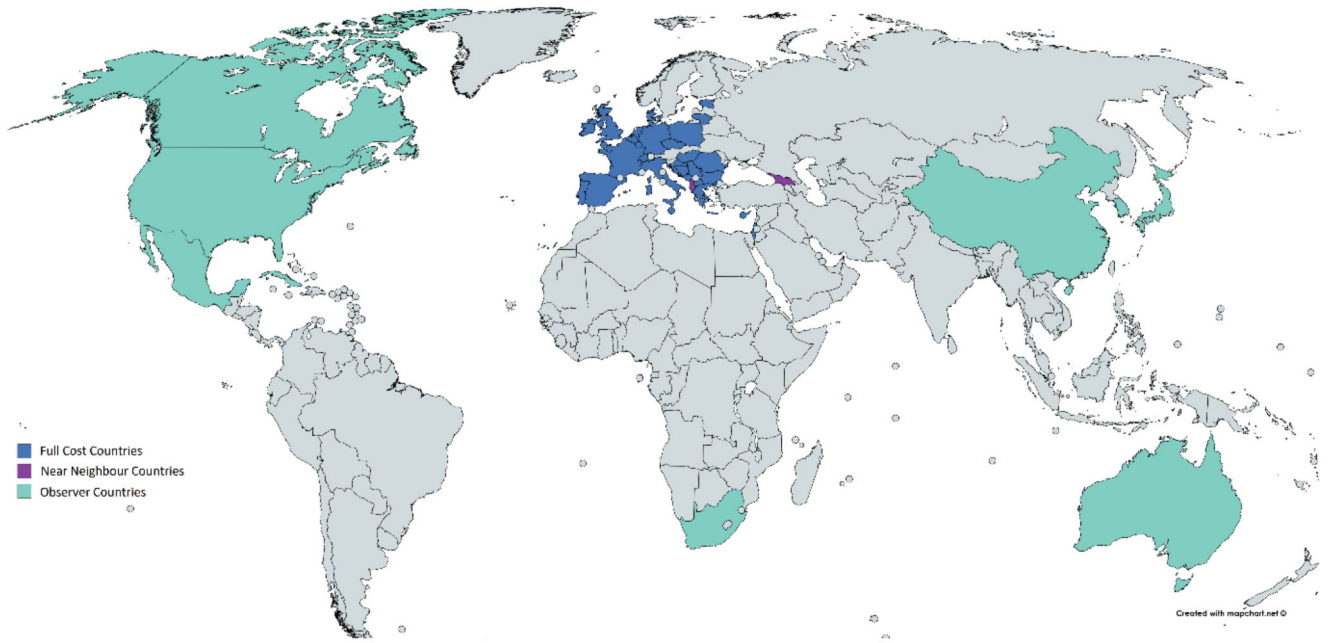 Full Cost Countries
Near Neighbour Countries
Observer Countries
Created with mapchart.net ©